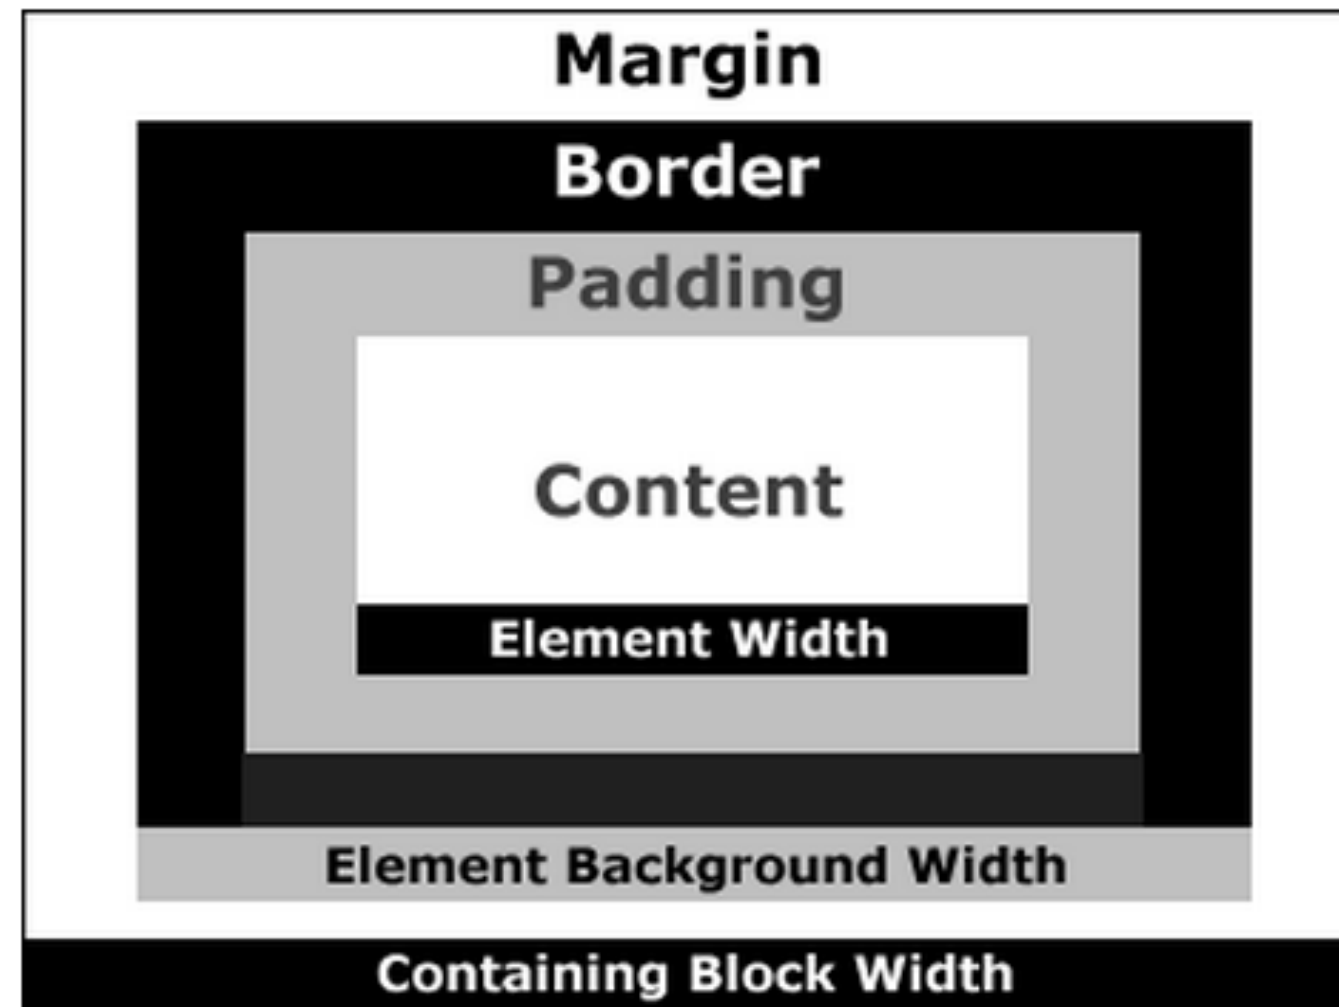 Margin
Border
Padding
Content
Element Width
Element Background Width
Containing Block Width